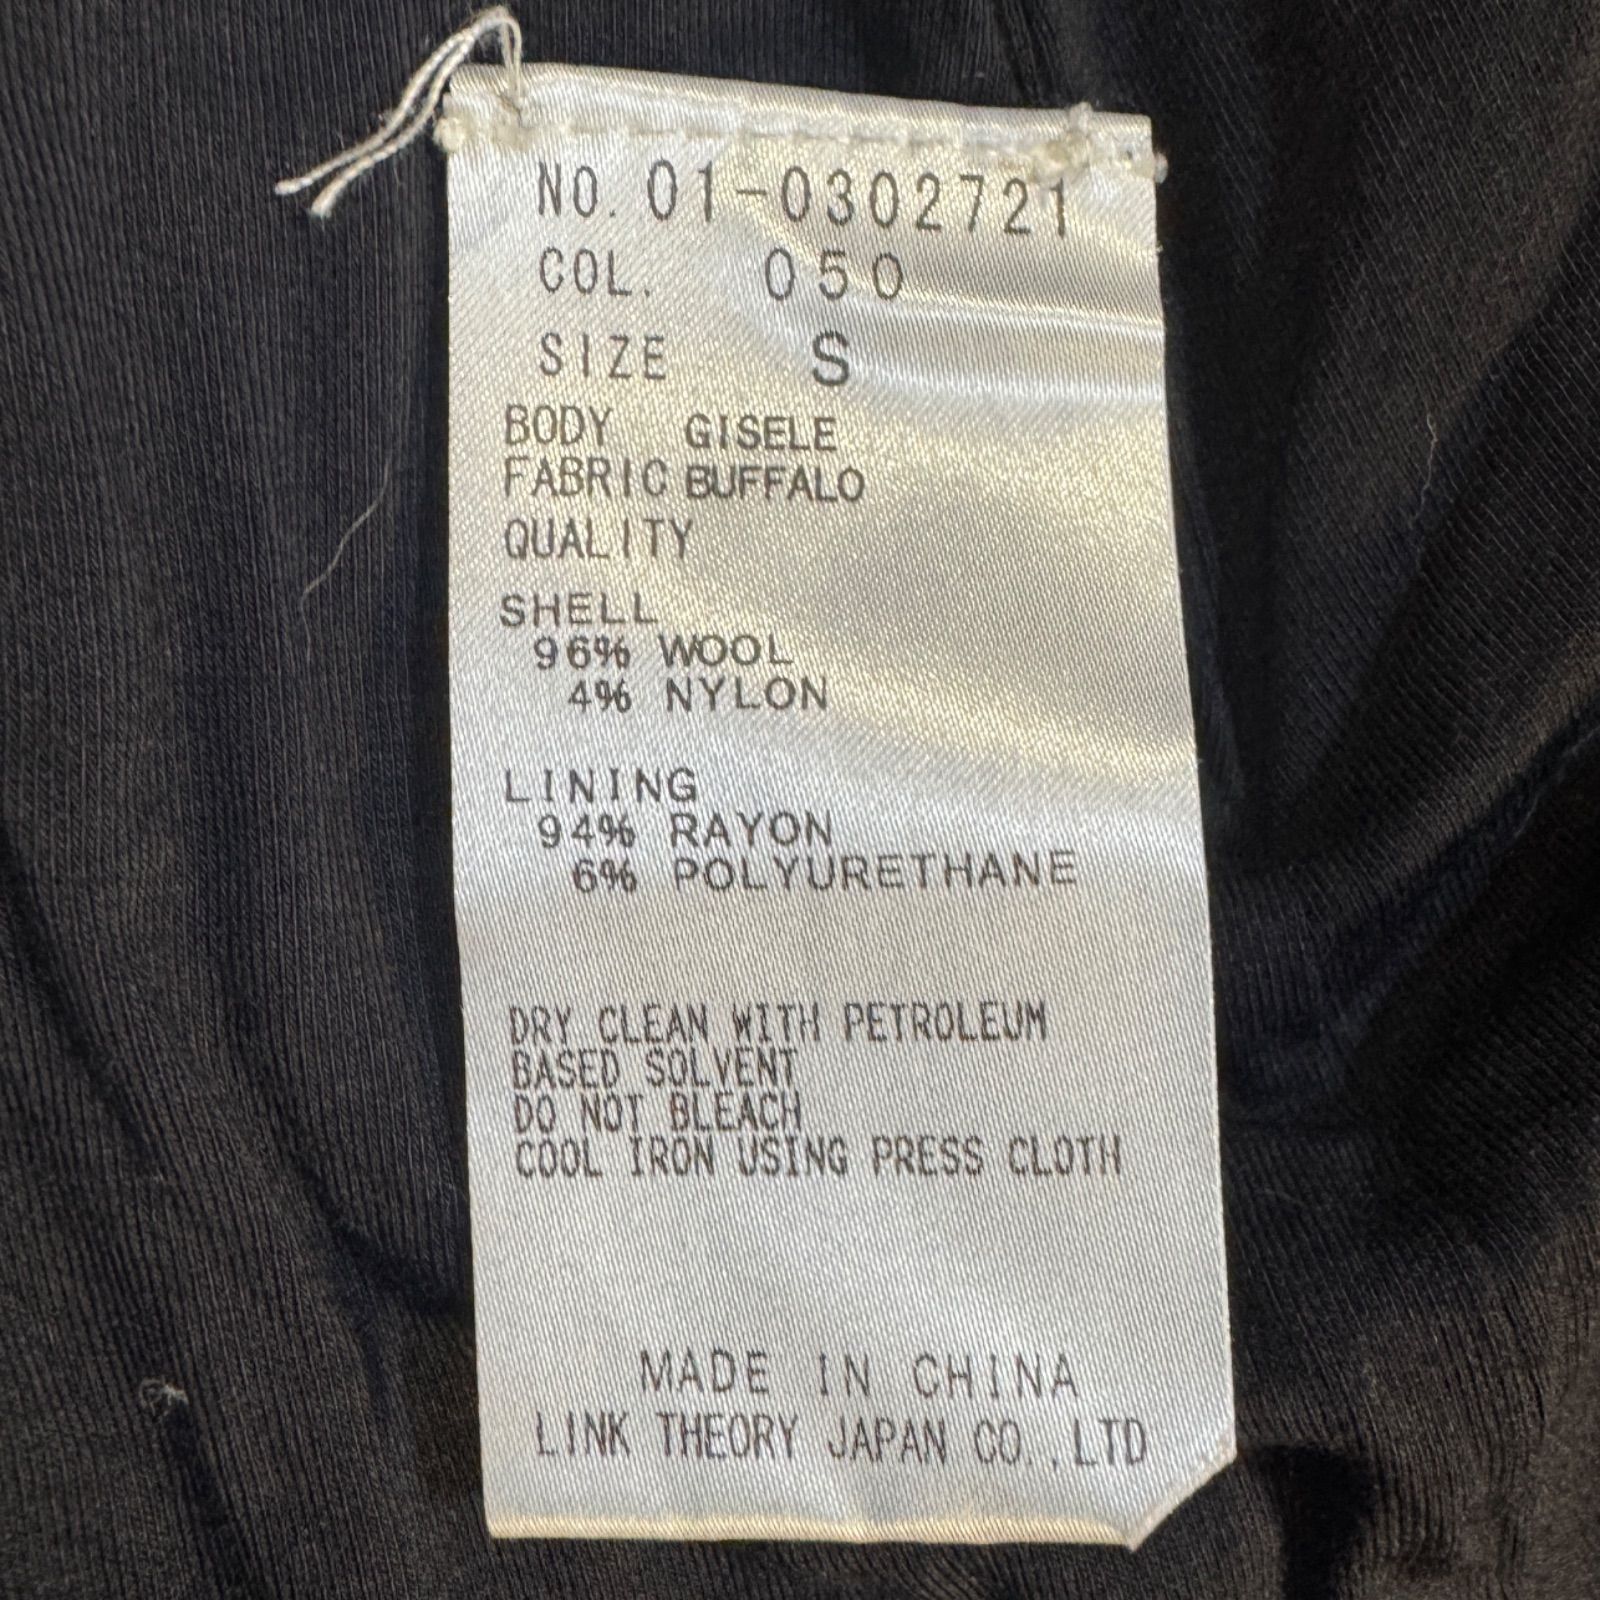 NO. 01-0302721
COL. 050
SIZE S
BODY GISELE
FABRIC BUFFALO
QUALITY
SHELL
96% WOOL
4% NYLON
LINING
94% RAYON
6% POLYURETHANE
DRY CLEAN WITH PETROLEUM
BASED SOLVENT
DO NOT BLEACH
COOL IRON USING PRESS CLOTH
MADE IN CHINA
LINK THEORY JAPAN CO.,LTD